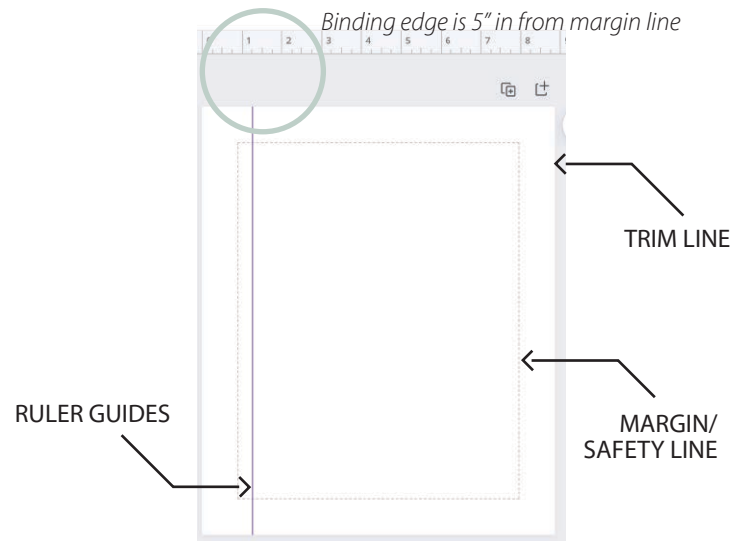 Binding edge is 5" in from margin line
0 1 2 3 4 5 6 7 8
TRIM LINE
RULER GUIDES
MARGIN/
SAFETY LINE